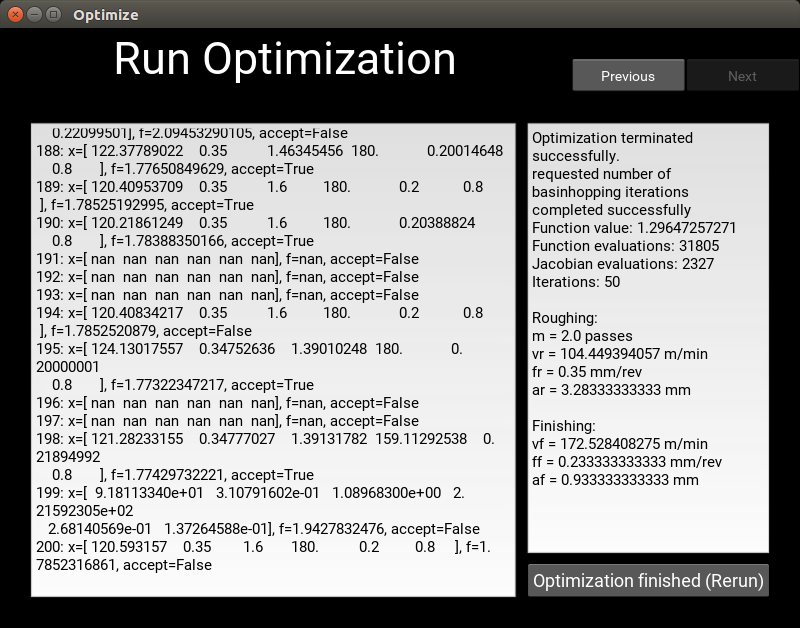 Optimize
Run Optimization
Previous
Next
0.22099501], f=2.09453290105, accept=False
188: x=[ 122.37789022 0.35 1.46345456 180. 0.20014648
0.8 ], f=1.77650849629, accept=True
189: x=[ 120.40953709 0.35 1.6 180. 0.2 0.8
], f=1.78525192995, accept=True
190: x=[ 120.21861249 0.35 1.6 180. 0.20388824
0.8 ], f=1.78388350166, accept=True
191: x=[ nan nan nan nan nan nan], f=nan, accept=False
192: x=[ nan nan nan nan nan nan], f=nan, accept=False
193: x=[ nan nan nan nan nan nan], f=nan, accept=False
194: x=[ 120.40834217 0.35 1.6 180. 0.2 0.8
], f=1.7852520879, accept=False
195: x=[ 124.13017557 0.34752636 1.39010248 180. 0.
20000001
0.8 ], f=1.77322347217, accept=True
196: x=[ nan nan nan nan nan nan], f=nan, accept=False
197: x=[ nan nan nan nan nan nan], f=nan, accept=False
198: x=[ 121.28233155 0.34777027 1.39131782 159.11292538 0.
21894992
0.8 ], f=1.77429732221, accept=True
199: x=[ 9.18113340e+01 3.10791602e-01 1.08968300e+00 2.
21592305e+02
2.68140569e-01 1.37264588e-01], f=1.9427832476, accept=False
200: x=[ 120.593157 0.35 1.6 180. 0.2 0.8 ], f=1.
7852316861, accept=False
Optimization terminated
successfully.
requested number of
basinhopping iterations
completed successfully
Function value: 1.29647257271
Function evaluations: 31805
Jacobian evaluations: 2327
Iterations: 50
Roughing:
m = 2.0 passes
vr = 104.449394057 m/min
fr = 0.35 mm/rev
ar = 3.28333333333 mm
Finishing:
vf = 172.528408275 m/min
ff = 0.233333333333 mm/rev
af = 0.933333333333 mm
Optimization finished (Rerun)